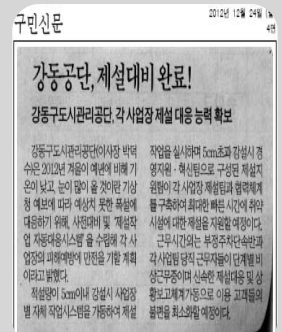 구민신문
2012년 12월 24일
4면
강동공단, 제설대비 완료!
강동구도시관리공단, 각 사업장 제설 대응 능력 확보
강동구도시관리공단(이사장 박덕
수)은 2012년 겨울이 예년에 비해 기
온이 낮고, 눈이 많이 올 것이란 기상
청 예보에 따라 예상치 못한 폭설에
대응하기 위해, 사전대비 및 "제설작
업 자동대응시스템"을 수립해 각 사
업장의 피해예방에 만전을 기할 계획
이라고 밝혔다.
적설량이 5cm이내 강설시 사업장
별 자체 작업시스템을 가동하여 제설
작업을 실시하며 5cm초과 강설시 경
영지원·혁신팀으로 구성된 제설지
원팀이 각 사업장 제설팀과 협력체계
를 구축하여 최대한 빠른 시간에 취약
시설에 대한 제설을 지원할 예정이다.
근무시간외는 부정주차단속반과
각 사업팀 당직 근무자들이 단계별 비
상근무조편이며 신속한 제설대응 및 상
황보고체계가동으로 이용 고객들의
불편을 최소화할 예정이다.